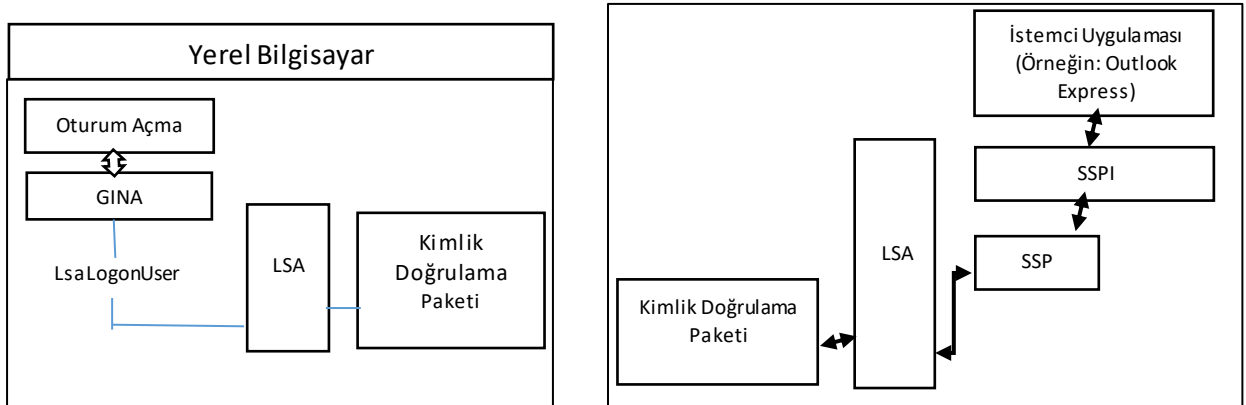 Yerel Bilgisayar
Oturum Açma
GINA
LsaLogonUser
LSA
Kimlik
Doğrulama
Paketi
İstemci Uygulaması
(Örneğin: Outlook
Express)
SSPI
SSP
LSA
Kimlik Doğrulama
Paketi